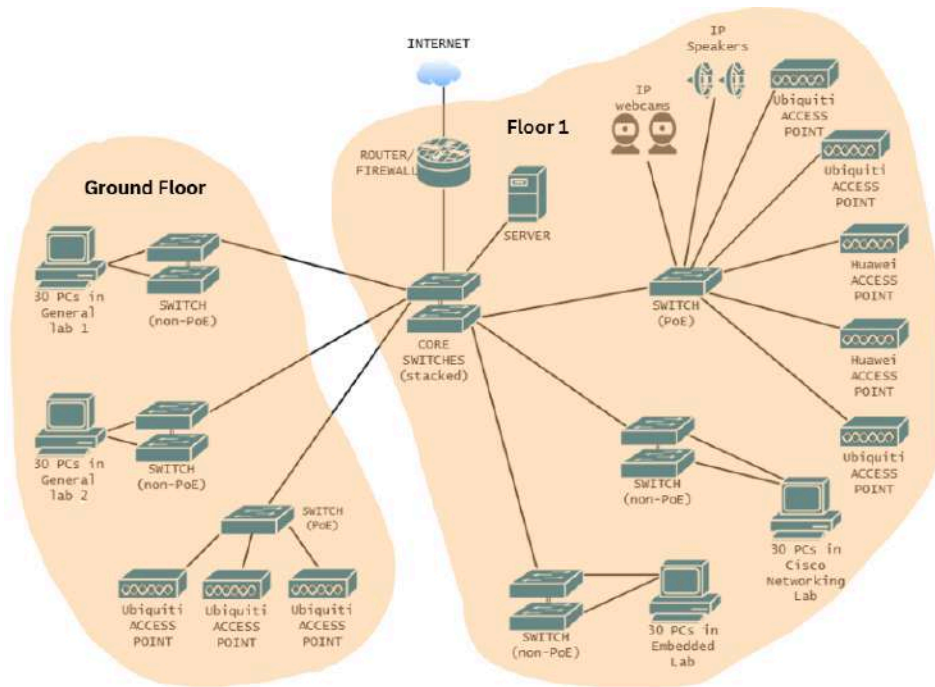 INTERNET
IP
Speakers
IP
webcams
Ubiquiti
ACCESS
POINT
Floor 1
ROUTER/
FIREWALL
Ubiquiti
ACCESS
POINT
Ground Floor
SERVER
30 PCs in
General
lab 1
SWITCH
(non-PoE)
Huawei
ACCESS
POINT
SWITCH
(PoE)
CORE
SWITCHES
(stacked)
Huawei
ACCESS
POINT
30 PCs in
General
lab 2
SWITCH
(non-PoE)
Ubiquiti
ACCESS
POINT
SWITCH
(non-PoE)
SWITCH
(PoE)
30 PCs in
Cisco
Networking
Lab
Ubiquiti
ACCESS
POINT
Ubiquiti
ACCESS
POINT
Ubiquiti
ACCESS
POINT
SWITCH
(non-PoE)
30 PCs in
Embedded
Lab